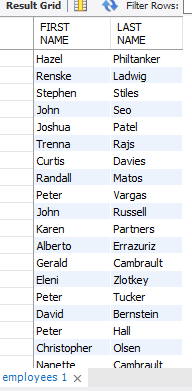 Result Grid Filter Rows:
FIRST NAME LAST NAME
Hazel Philtanker
Renske Ladwig
Stephen Stiles
John Seo
Joshua Patel
Trenna Rajs
Curtis Davies
Randall Matos
Peter Vargas
John Russell
Karen Partners
Alberto Errazuriz
Gerald Cambrault
Eleni Zlotkey
Peter Tucker
David Bernstein
Peter Hall
Christopher Olsen
Nanette Cambrault
employees 1